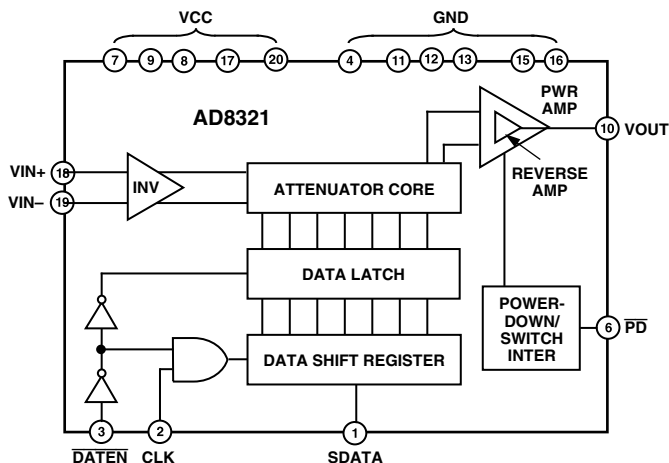 VCC GND
7 9 8 17 20 4 11 12 13 15 16
AD8321
PWR
AMP
10 VOUT
REVERSE
AMP
VIN+ 18
VIN– 19
INV
ATTENUATOR CORE
DATA LATCH
DATA SHIFT REGISTER
POWER-
DOWN/
SWITCH
INTER
6 PD
3 2 1
DATEN CLK SDATA